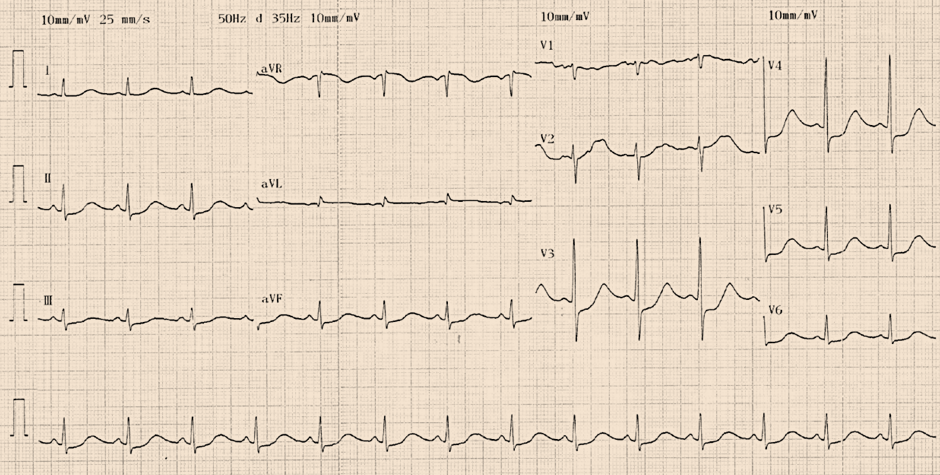 10mm/mV 25 mm/s 50Hz d 35Hz 10mm/mV 10mm/mV 10mm/mV
I aVR V1 V4
II aVL V2
V5
III aVF V3
V6